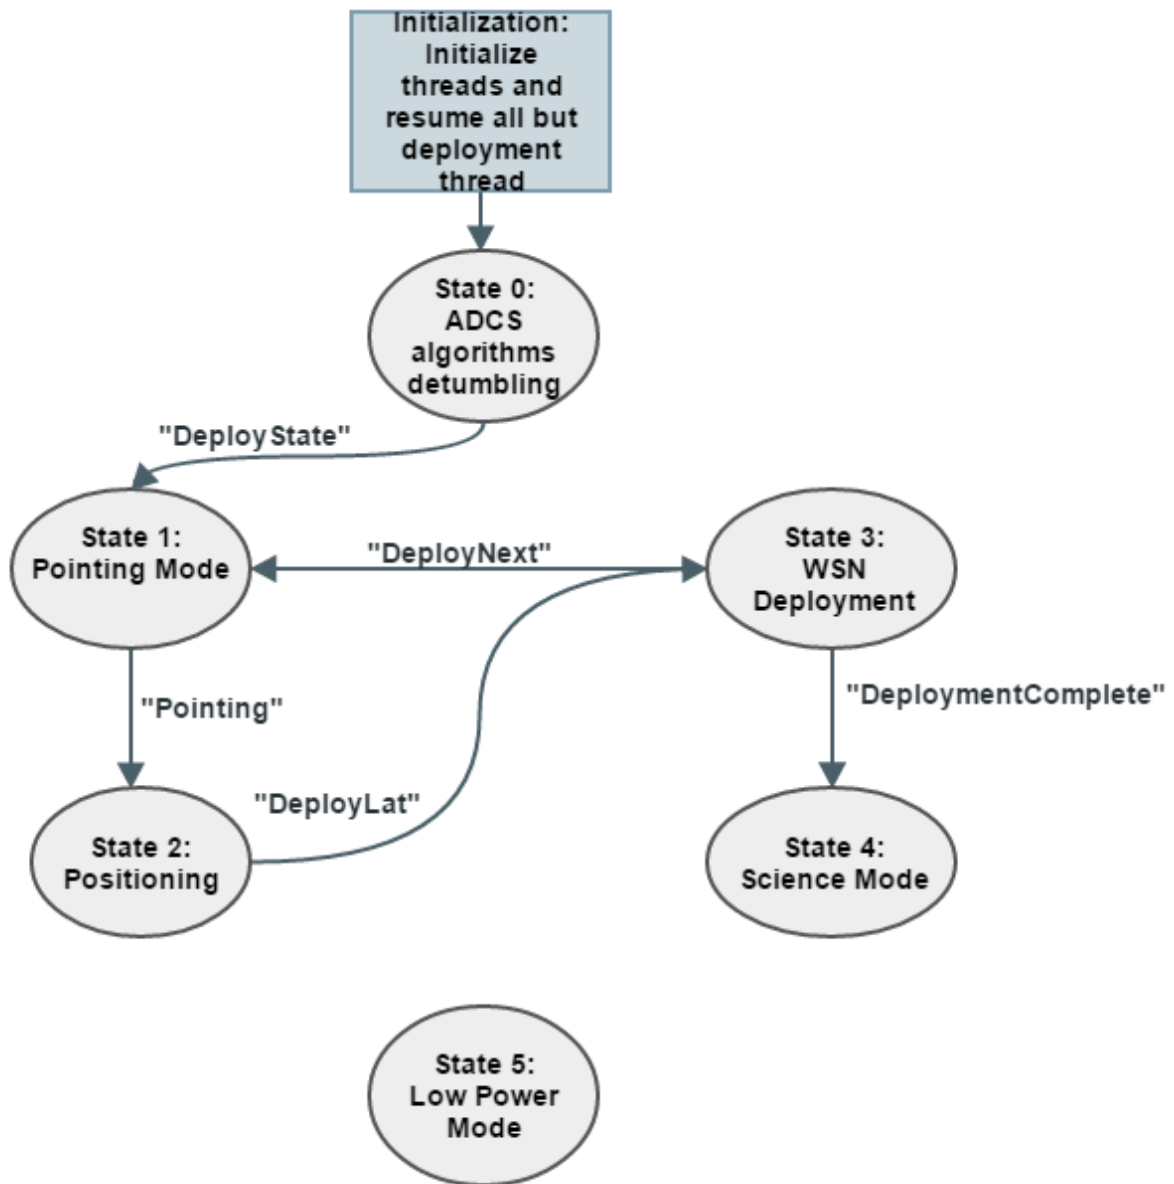 Initialization:
Initialize
threads and
resume all but
deployment
thread
State 0:
ADCS
algorithms
detumbling
"DeployState"
State 1:
Pointing Mode
"DeployNext"
State 3:
WSN
Deployment
"Pointing"
"DeploymentComplete"
"DeployLat"
State 2:
Positioning
State 4:
Science Mode
State 5:
Low Power
Mode